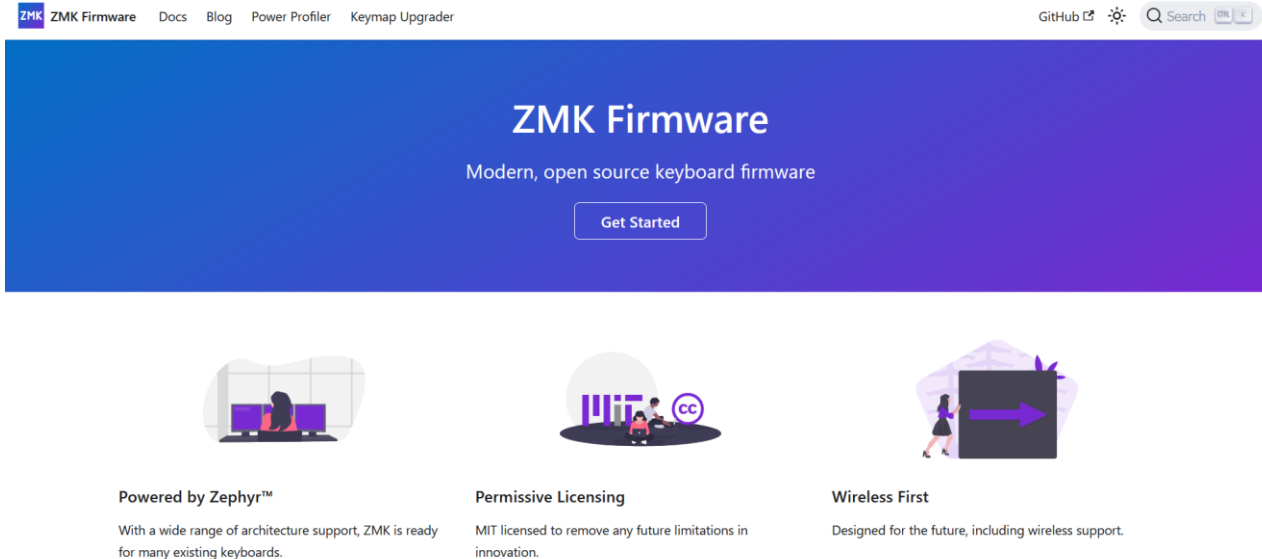 ZMK ZMK Firmware Docs Blog Power Profiler Keymap Upgrader GitHub Search CTRL K
ZMK Firmware
Modern, open source keyboard firmware
Get Started
MIT
cc
Powered by Zephyr™
With a wide range of architecture support, ZMK is ready
for many existing keyboards.
Permissive Licensing
MIT licensed to remove any future limitations in
innovation.
Wireless First
Designed for the future, including wireless support.